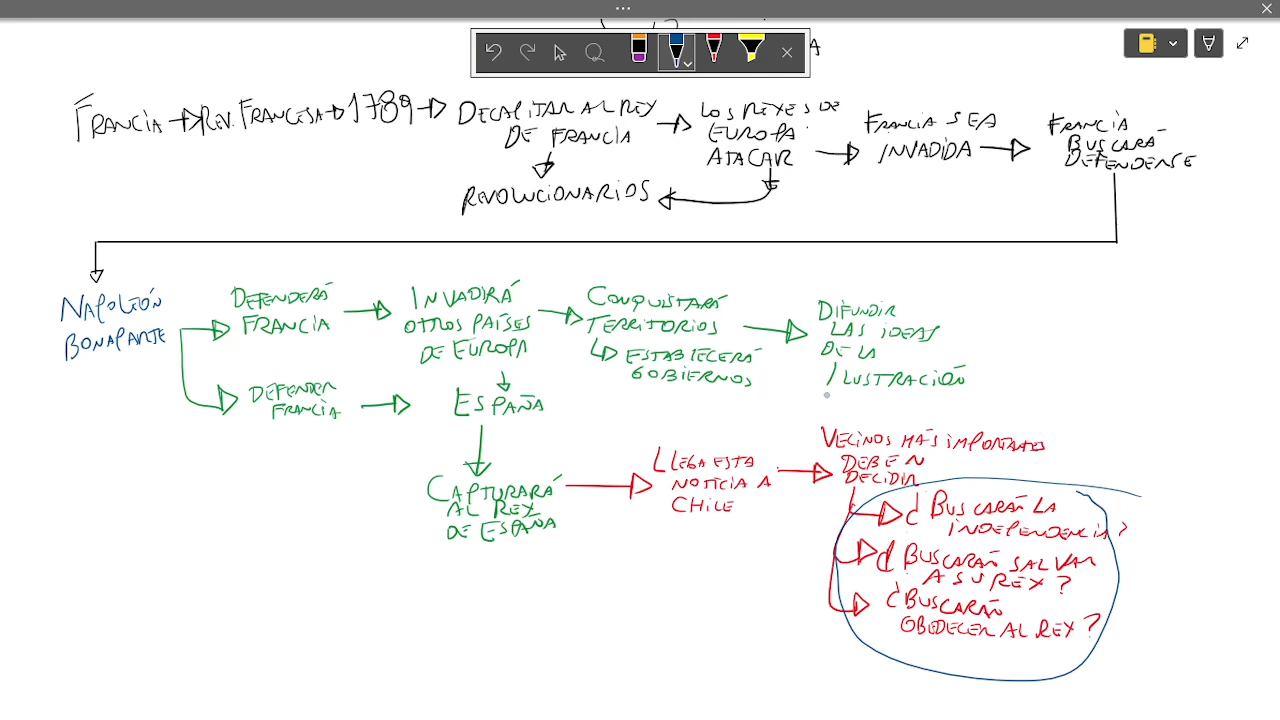 A
FRANCIA → REV. FRANCESA → 1789 → DECAPITAR AL REY
DE FRANCIA
REVOLUCIONARIOS
LOS REYES DE
EUROPA
ATACAR
FRANCIA SEA
INVADIDA
FRANCIA
BUSCARÁ
DEFENDENSE
NAPOLEÓN
BONAPARTE
DEFENDERÁ
FRANCIA
INVADIRÁ
OTROS PAÍSES
DE EUROPA
CONQUISTARÁ
TERRITORIOS
ESTABLECERÁ
GOBIERNOS
DIFUNDIR
LAS IDEAS
DE LA
ILUSTRACIÓN
DEFENDER
FRANCIA
ESPAÑA
CAPTURARÁ
AL REY
DE ESPAÑA
LLEGA ESTA
NOTICIA A
CHILE
VECINOS MÁS IMPORTANTES
DEBEN
DECIDIR
¿BUSCARÁN LA
INDEPENDENCIA?
¿BUSCARÁN SALVAR
A SU REY?
¿BUSCARÁN
OBEDECER AL REY?